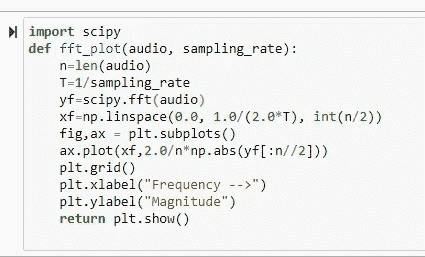 import scipy
def fft_plot(audio, sampling_rate):
    n=len(audio)
    T=1/sampling_rate
    yf=scipy.fft(audio)
    xf=np.linspace(0.0, 1.0/(2.0*T), int(n/2))
    fig,ax = plt.subplots()
    ax.plot(xf,2.0/n*np.abs(yf[:n//2]))
    plt.grid()
    plt.xlabel("Frequency -->")
    plt.ylabel("Magnitude")
    return plt.show()